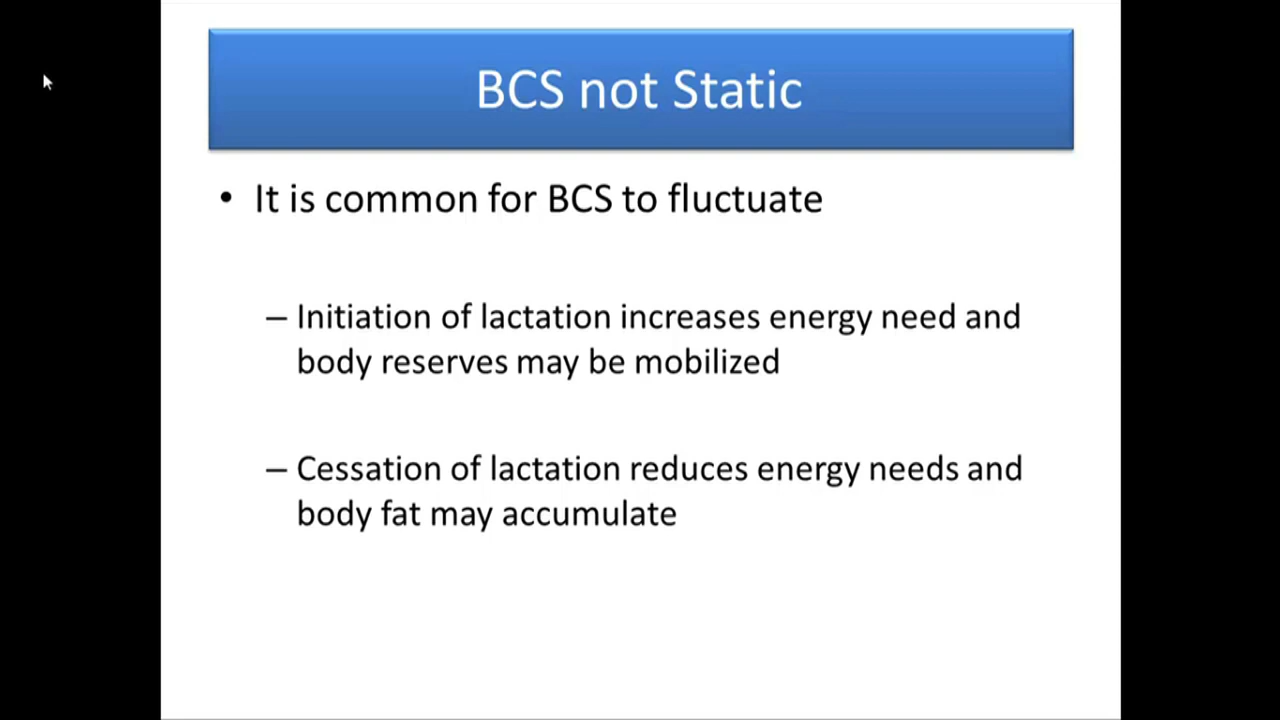 BCS not Static
• It is common for BCS to fluctuate
– Initiation of lactation increases energy need and
body reserves may be mobilized
– Cessation of lactation reduces energy needs and
body fat may accumulate